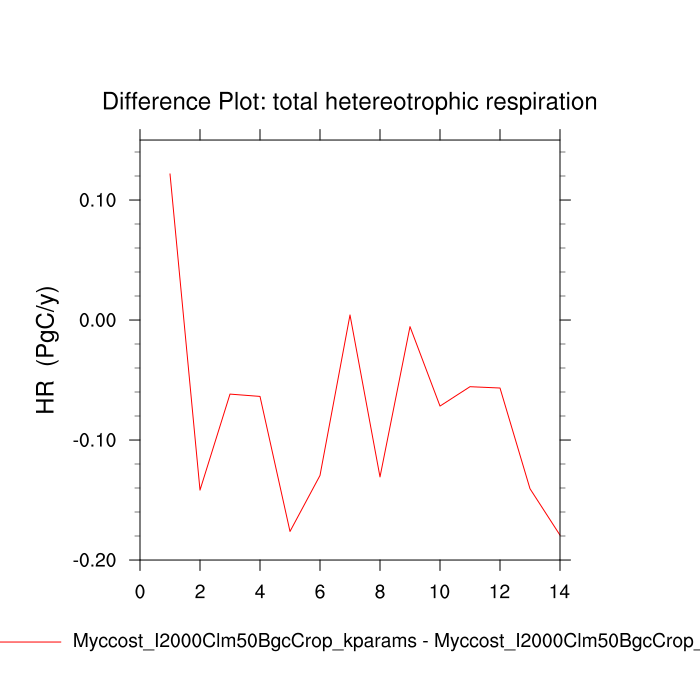 Difference Plot: total hetereotrophic respiration
HR (PgC/y)
0.10
0.00
-0.10
-0.20
0 2 4 6 8 10 12 14
Myccost_I2000Clm50BgcCrop_kparams - Myccost_I2000Clm50BgcCrop_